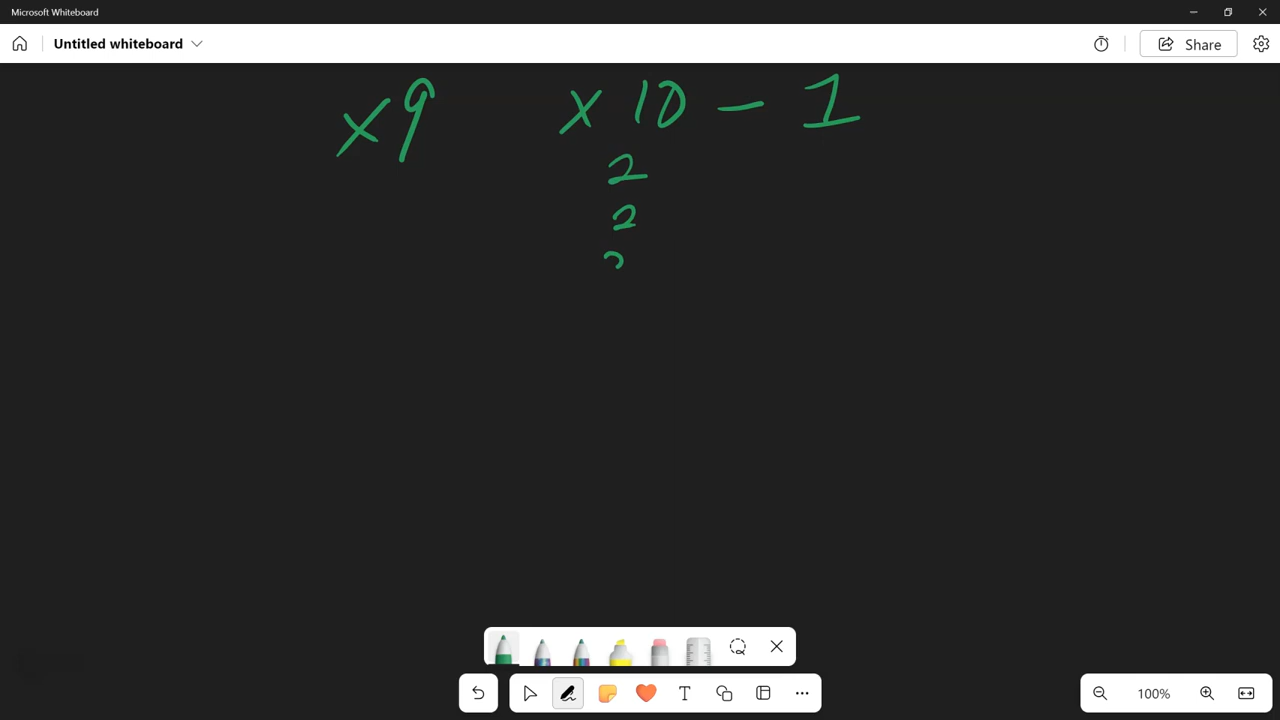 Microsoft Whiteboard
Untitled whiteboard
Share
x9 x 10 - 1
2
2
100%